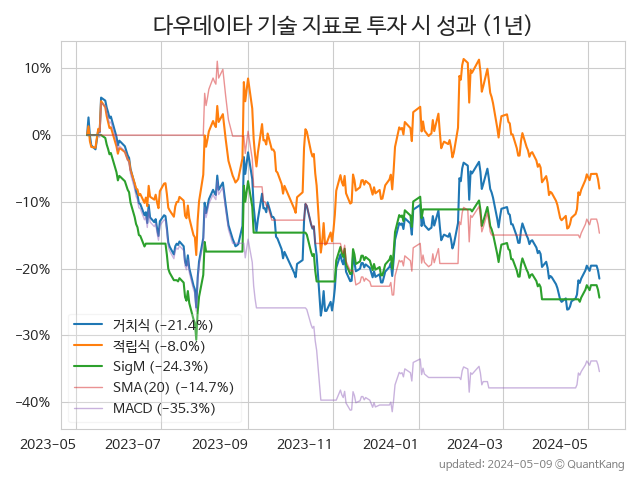 다우데이타 기술 지표로 투자 시 성과 (1년)
10%
0%
−10%
−20%
−30%
−40%
거치식 (−21.4%)
적립식 (−8.0%)
SigM (−24.3%)
SMA(20) (−14.7%)
MACD (−35.3%)
2023−05 2023−07 2023−09 2023−11 2024−01 2024−03 2024−05
updated: 2024−05−09 © QuantKang